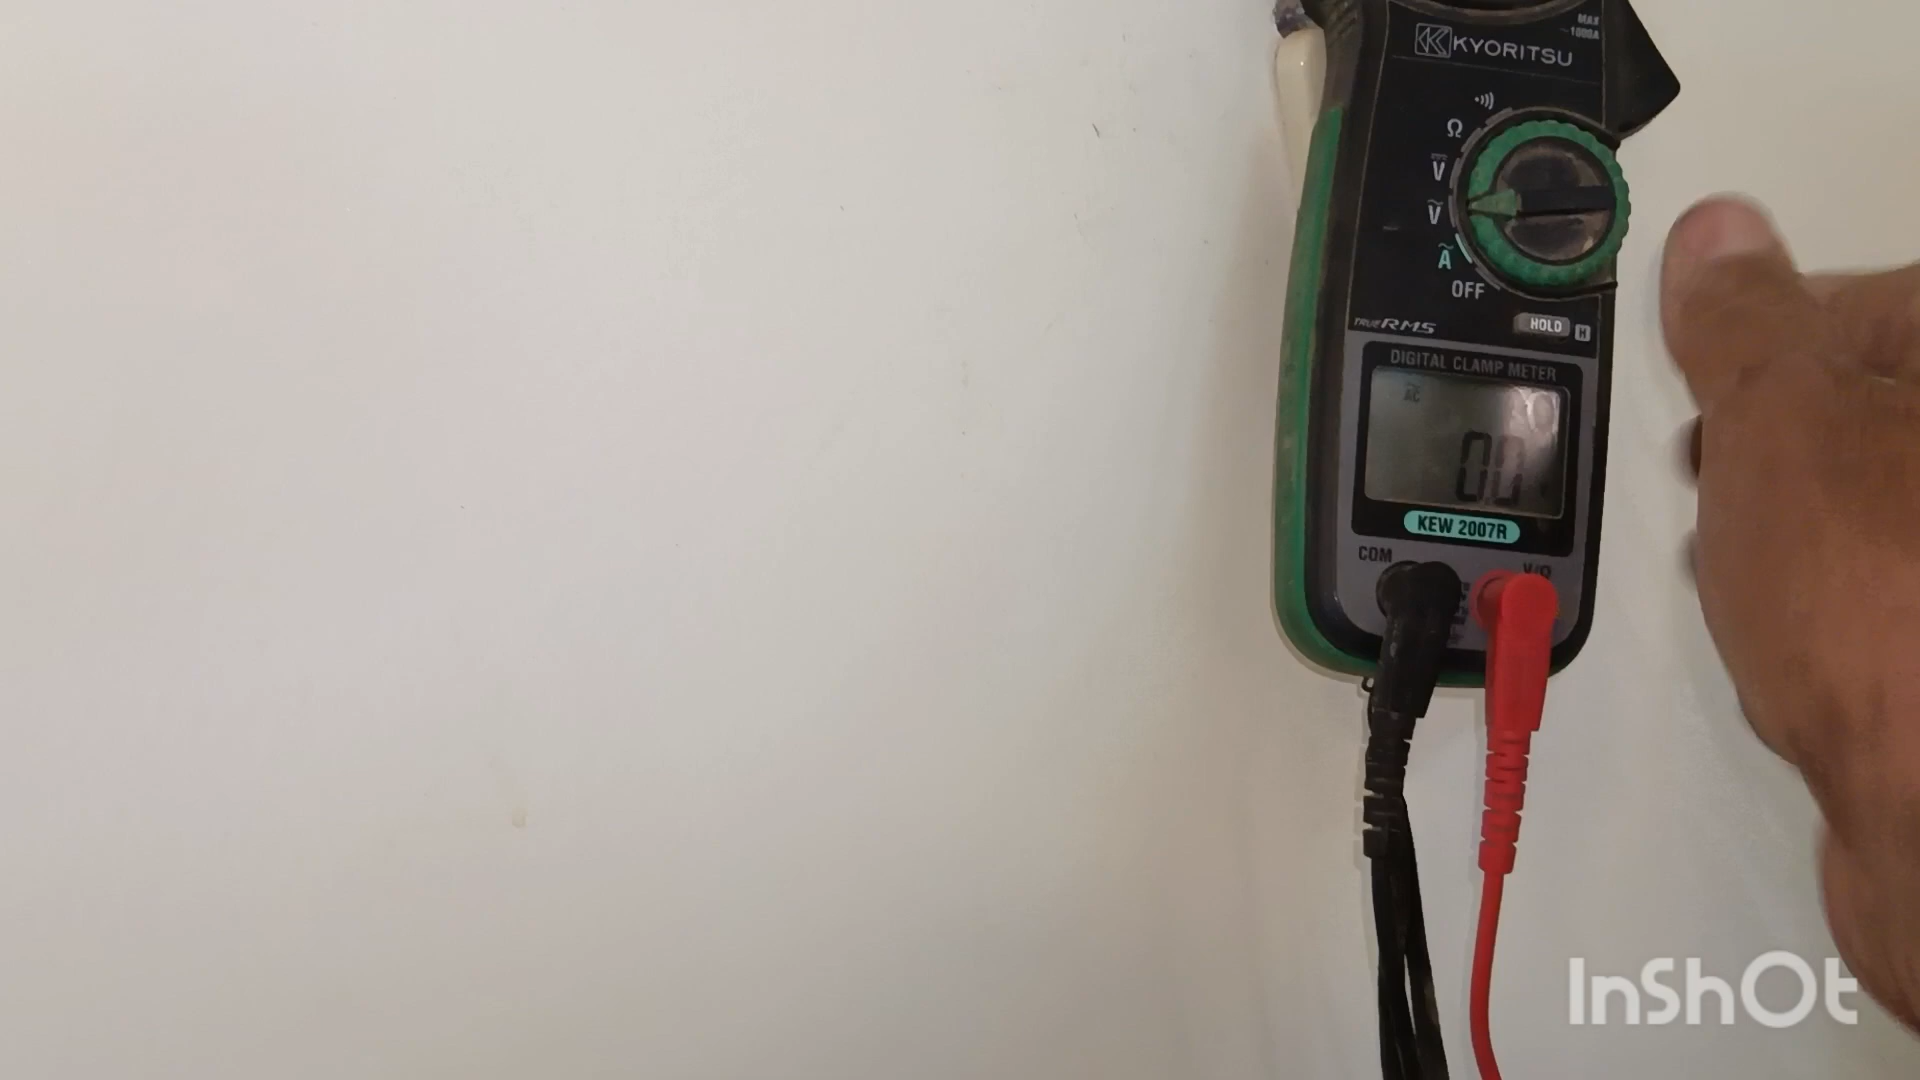 MAX
~1000A
KYORITSU
Ω
V
V
A
OFF
TRUE RMS
HOLD H
DIGITAL CLAMP METER
AC
0.0
KEW 2007R
COM
V/Ω
InShOt